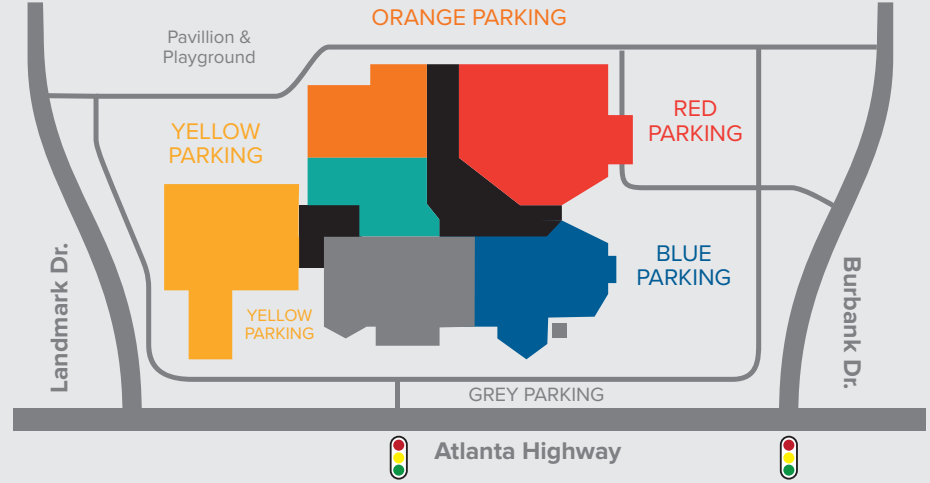 ORANGE PARKING
Pavillion &
Playground
YELLOW
PARKING
RED
PARKING
Landmark Dr.
BLUE
PARKING
Burbank Dr.
YELLOW
PARKING
GREY PARKING
Atlanta Highway